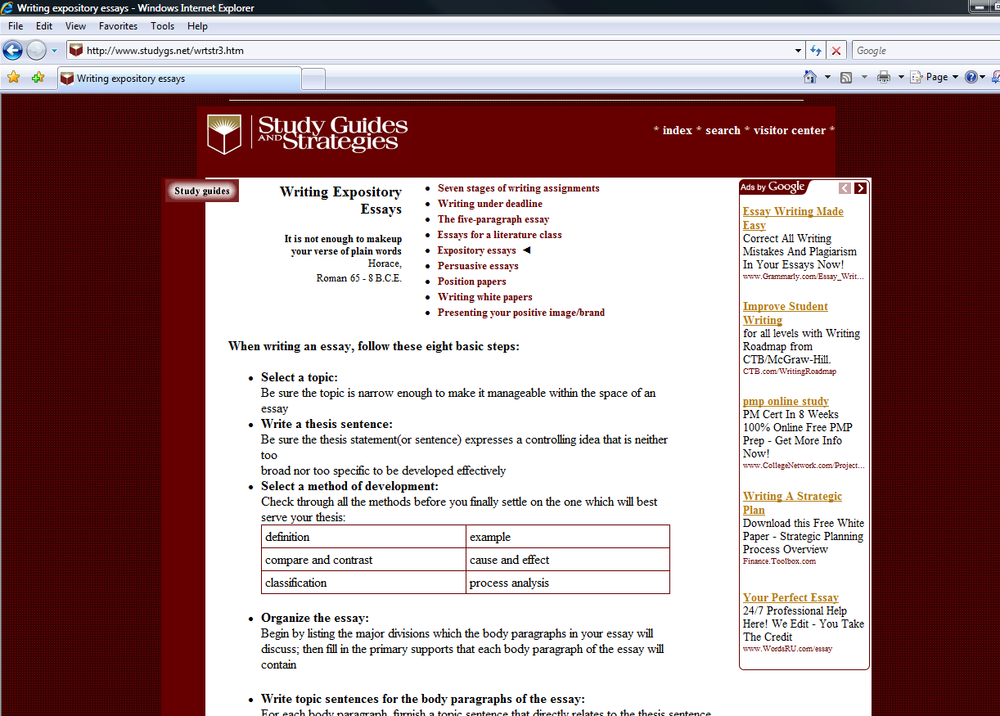 Writing expository essays - Windows Internet Explorer
File Edit View Favorites Tools Help
http://www.studygs.net/wrtstr3.htm
Google
Writing expository essays
Page
Study Guides
AND Strategies
* index * search * visitor center *
Study guides
Writing Expository
Essays
It is not enough to makeup
your verse of plain words
Horace,
Roman 65 - 8 B.C.E.
Seven stages of writing assignments
Writing under deadline
The five-paragraph essay
Essays for a literature class
Expository essays
Persuasive essays
Position papers
Writing white papers
Presenting your positive image/brand
When writing an essay, follow these eight basic steps:
Select a topic:
Be sure the topic is narrow enough to make it manageable within the space of an
essay
Write a thesis sentence:
Be sure the thesis statement(or sentence) expresses a controlling idea that is neither
too
broad nor too specific to be developed effectively
Select a method of development:
Check through all the methods before you finally settle on the one which will best
serve your thesis:
definition example
compare and contrast cause and effect
classification process analysis
Organize the essay:
Begin by listing the major divisions which the body paragraphs in your essay will
discuss; then fill in the primary supports that each body paragraph of the essay will
contain
Write topic sentences for the body paragraphs of the essay:
For each body paragraph, furnish a topic sentence that directly relates to the thesis sentence
Ads by Google
Essay Writing Made
Easy
Correct All Writing
Mistakes And Plagiarism
In Your Essays Now!
www.Grammarly.com/Essay_Writ...
Improve Student
Writing
for all levels with Writing
Roadmap from
CTB/McGraw-Hill.
CTB.com/WritingRoadmap
pmp online study
PM Cert In 8 Weeks
100% Online Free PMP
Prep - Get More Info
Now!
www.CollegeNetwork.com/Project...
Writing A Strategic
Plan
Download this Free White
Paper - Strategic Planning
Process Overview
Finance.Toolbox.com
Your Perfect Essay
24/7 Professional Help
Here! We Edit - You Take
The Credit
www.WordsRU.com/essay